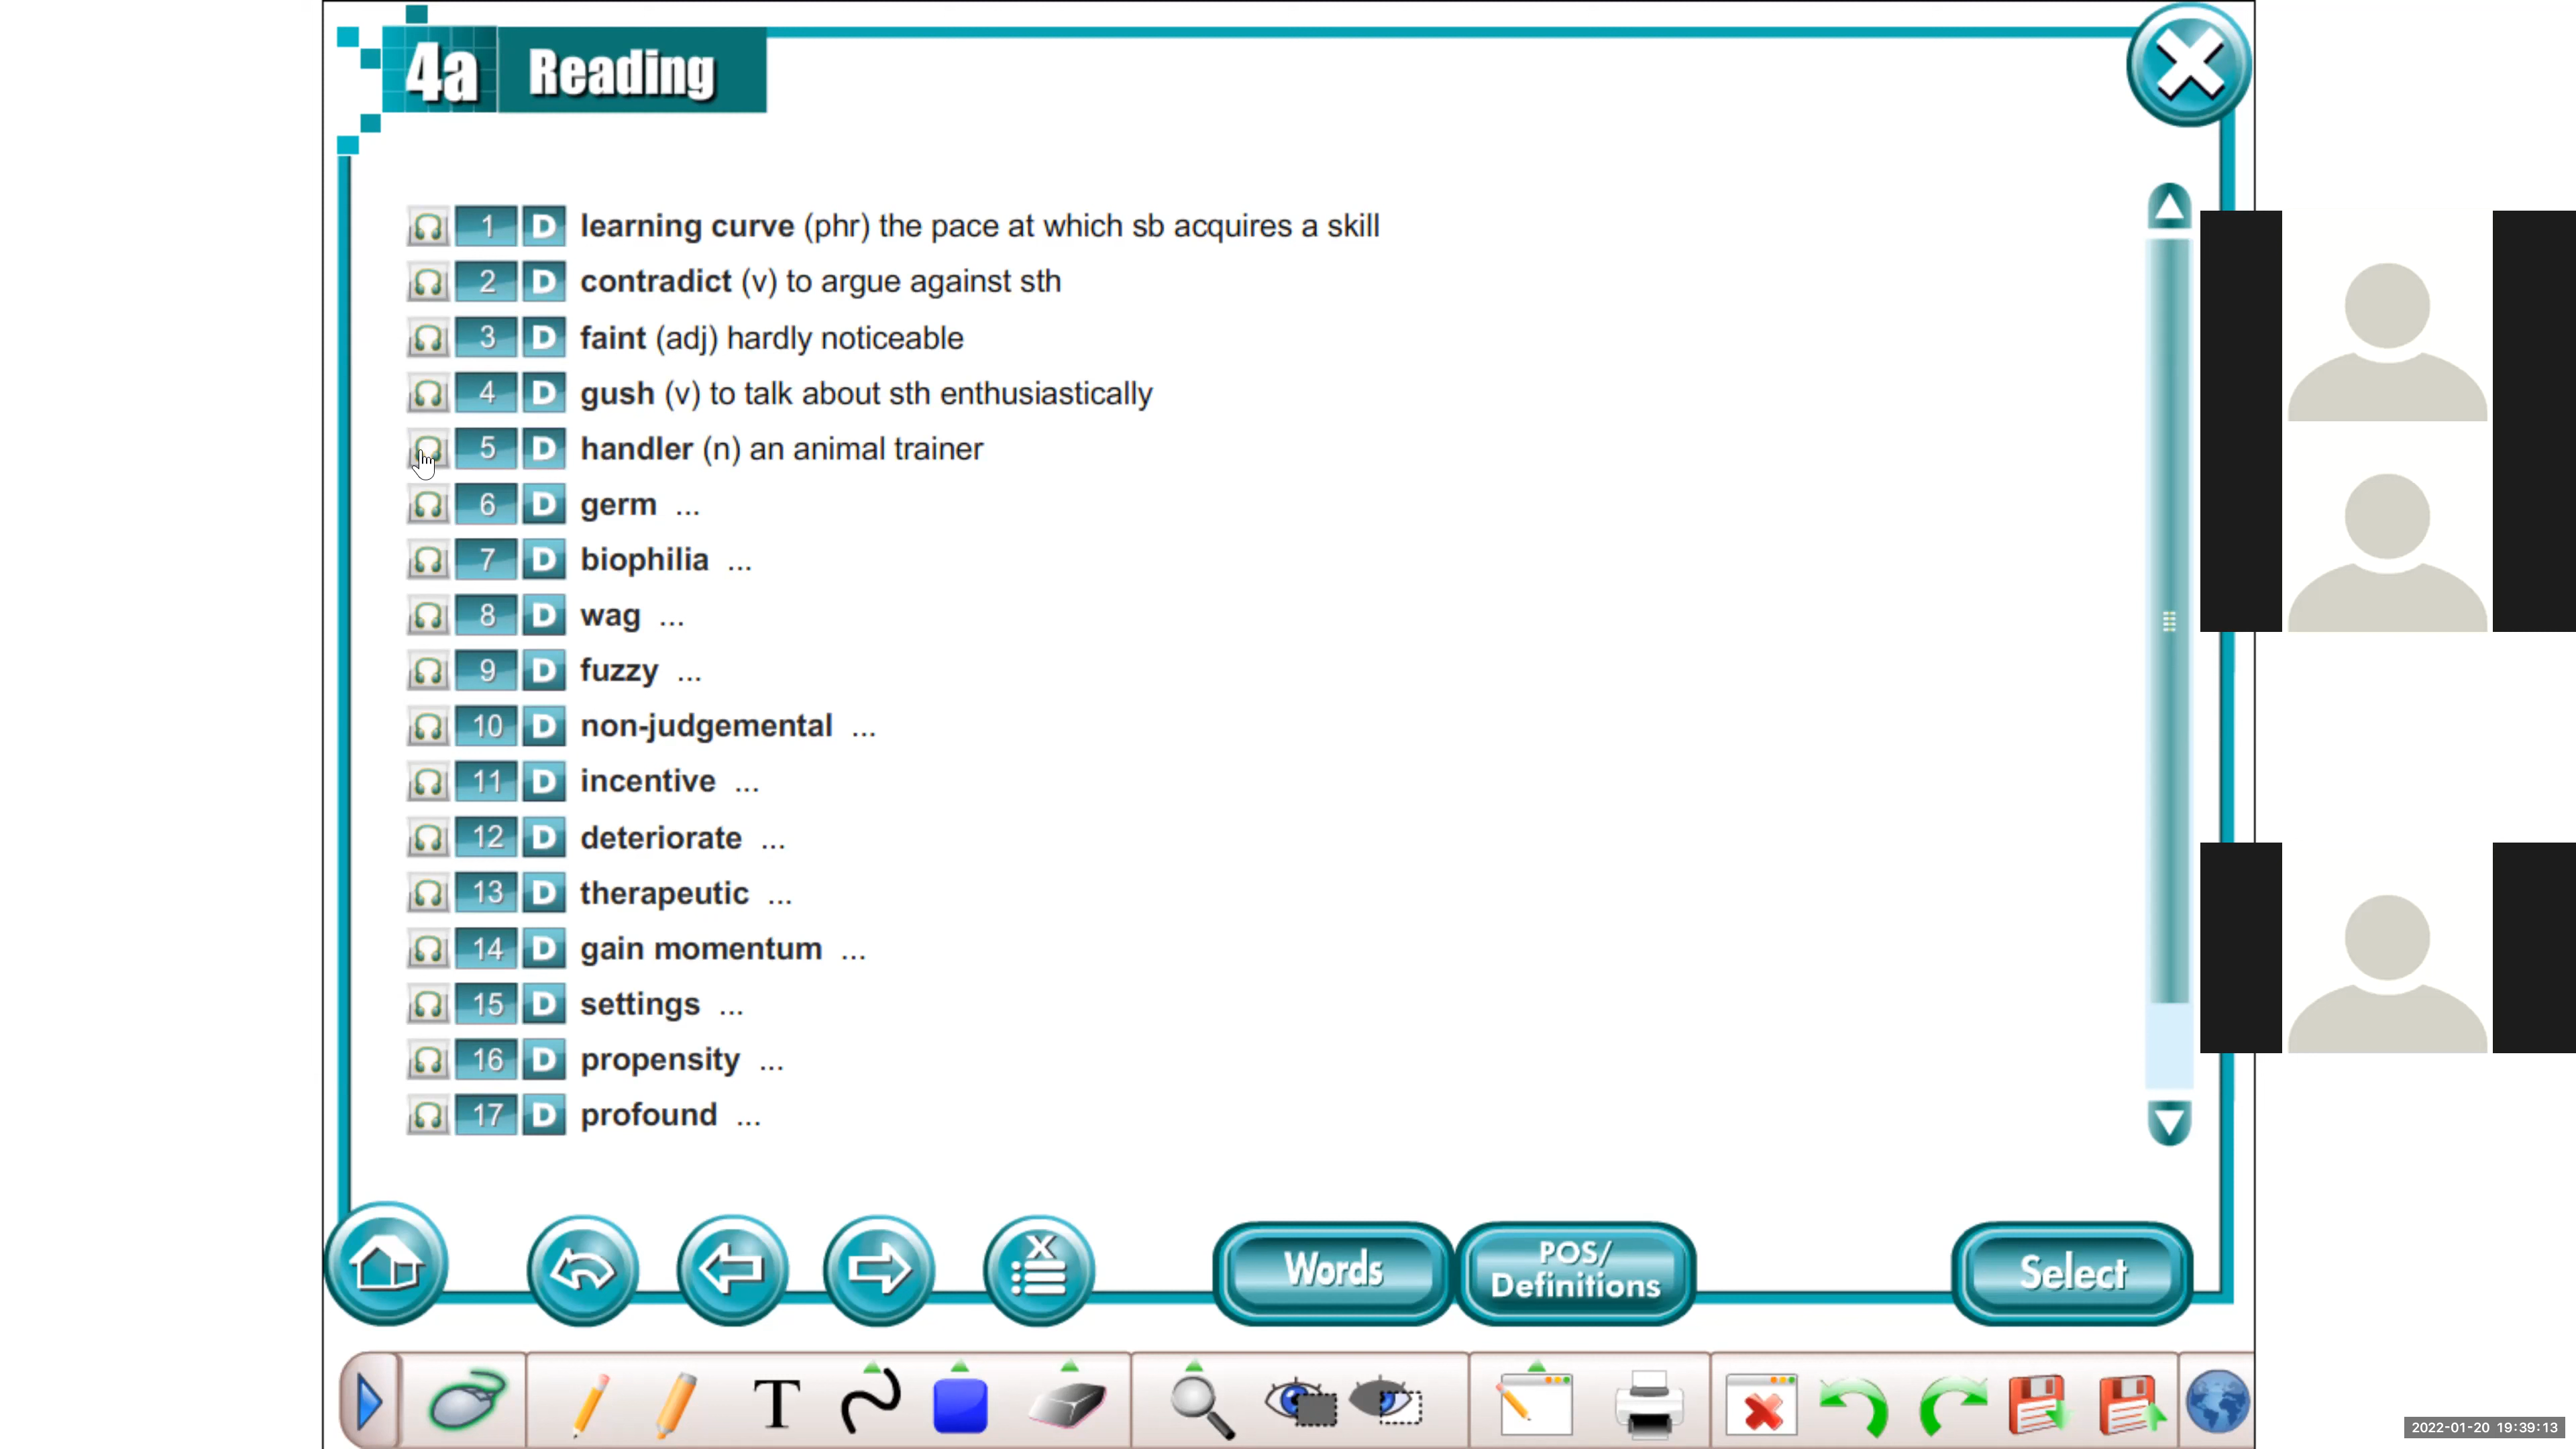 4a Reading
1 D learning curve (phr) the pace at which sb acquires a skill
2 D contradict (v) to argue against sth
3 D faint (adj) hardly noticeable
4 D gush (v) to talk about sth enthusiastically
5 D handler (n) an animal trainer
6 D germ ...
7 D biophilia ...
8 D wag ...
9 D fuzzy ...
10 D non-judgemental ...
11 D incentive ...
12 D deteriorate ...
13 D therapeutic ...
14 D gain momentum ...
15 D settings ...
16 D propensity ...
17 D profound ...
X
Words
POS/
Definitions
Select
T
2022-01-20 19:39:13